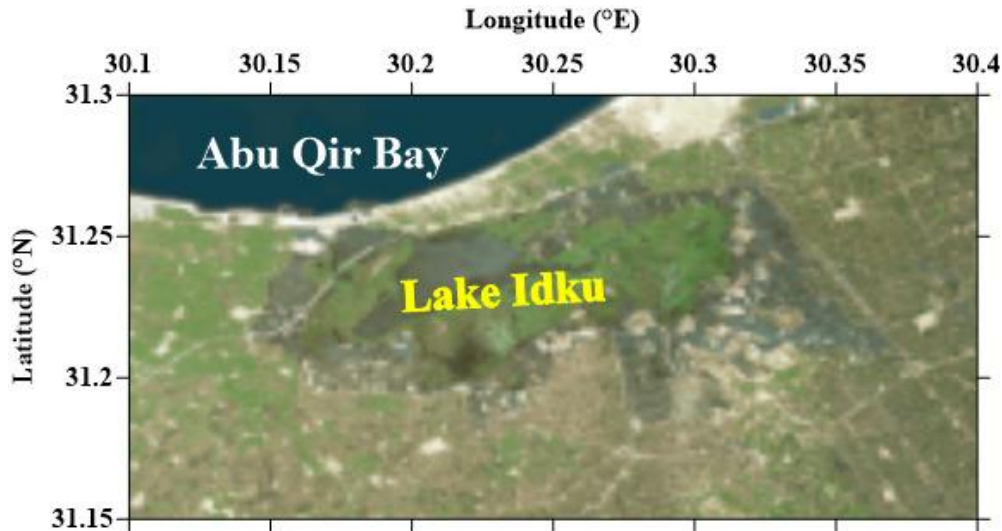 Longitude (°E)
30.1 30.15 30.2 30.25 30.3 30.35 30.4
31.3
Abu Qir Bay
31.25
Lake Idku
Latitude (°N)
31.2
31.15